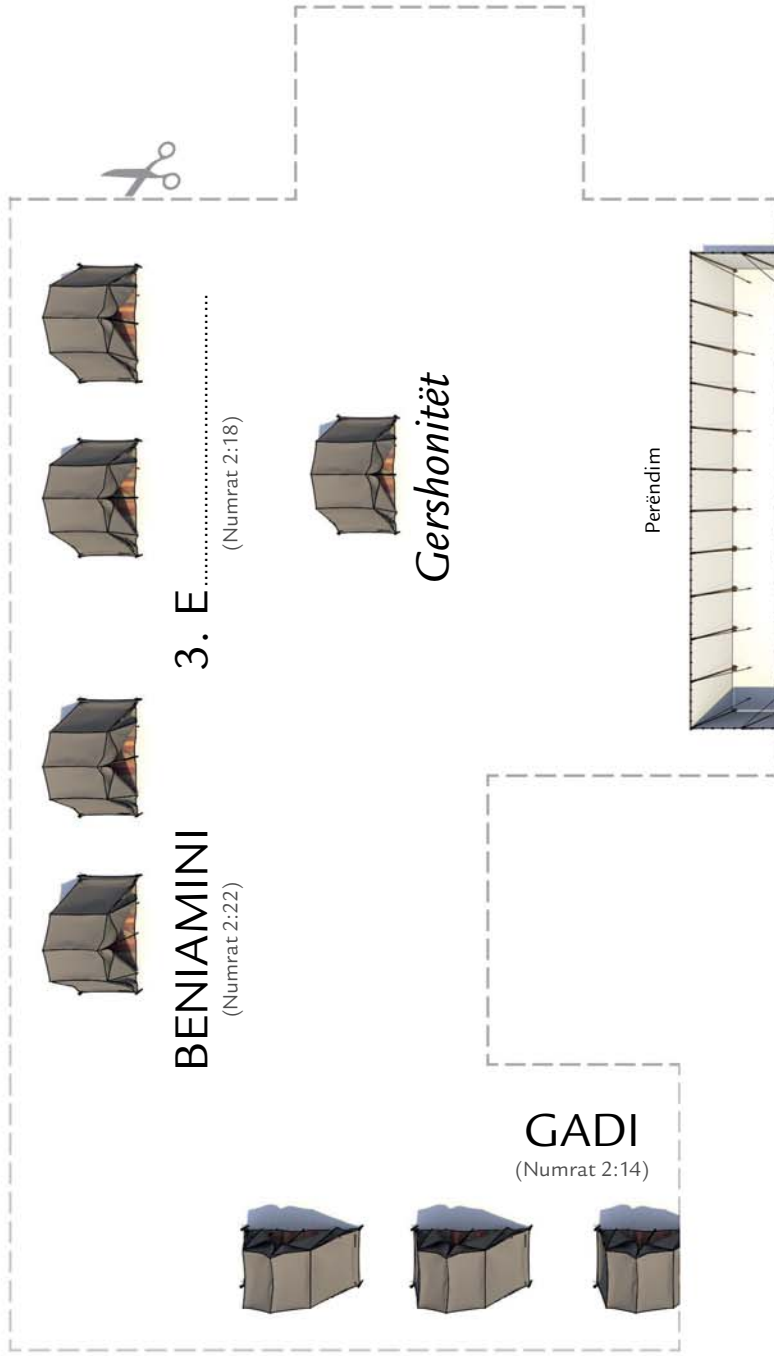 BENIAMINI
(Numrat 2:22)
3. E..........................................
(Numrat 2:18)
Gershonitët
Perëndim
GADI
(Numrat 2:14)